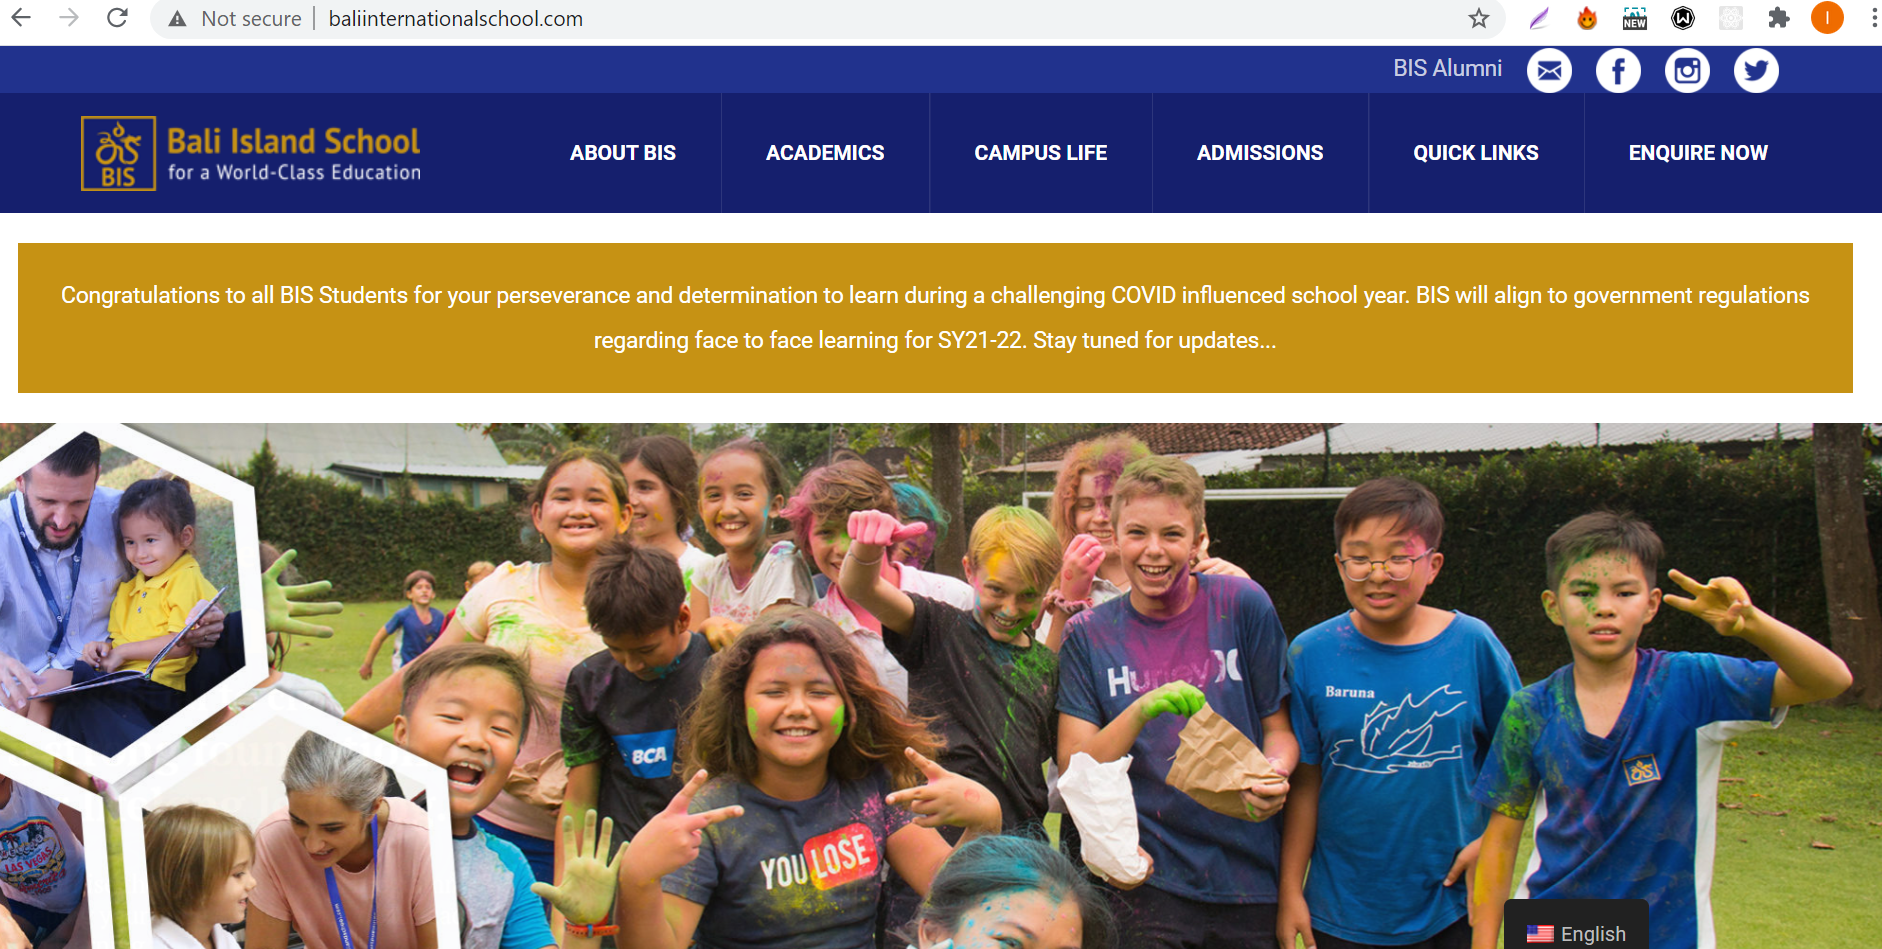 Not secure | baliinternationalschool.com
NEW
W
I
BIS Alumni
BIS
Bali Island School
for a World-Class Education
ABOUT BIS
ACADEMICS
CAMPUS LIFE
ADMISSIONS
QUICK LINKS
ENQUIRE NOW
Congratulations to all BIS Students for your perseverance and determination to learn during a challenging COVID influenced school year. BIS will align to government regulations
regarding face to face learning for SY21-22. Stay tuned for updates...
Baruna
BCA
YOU LOSE
LAS VEGAS
English